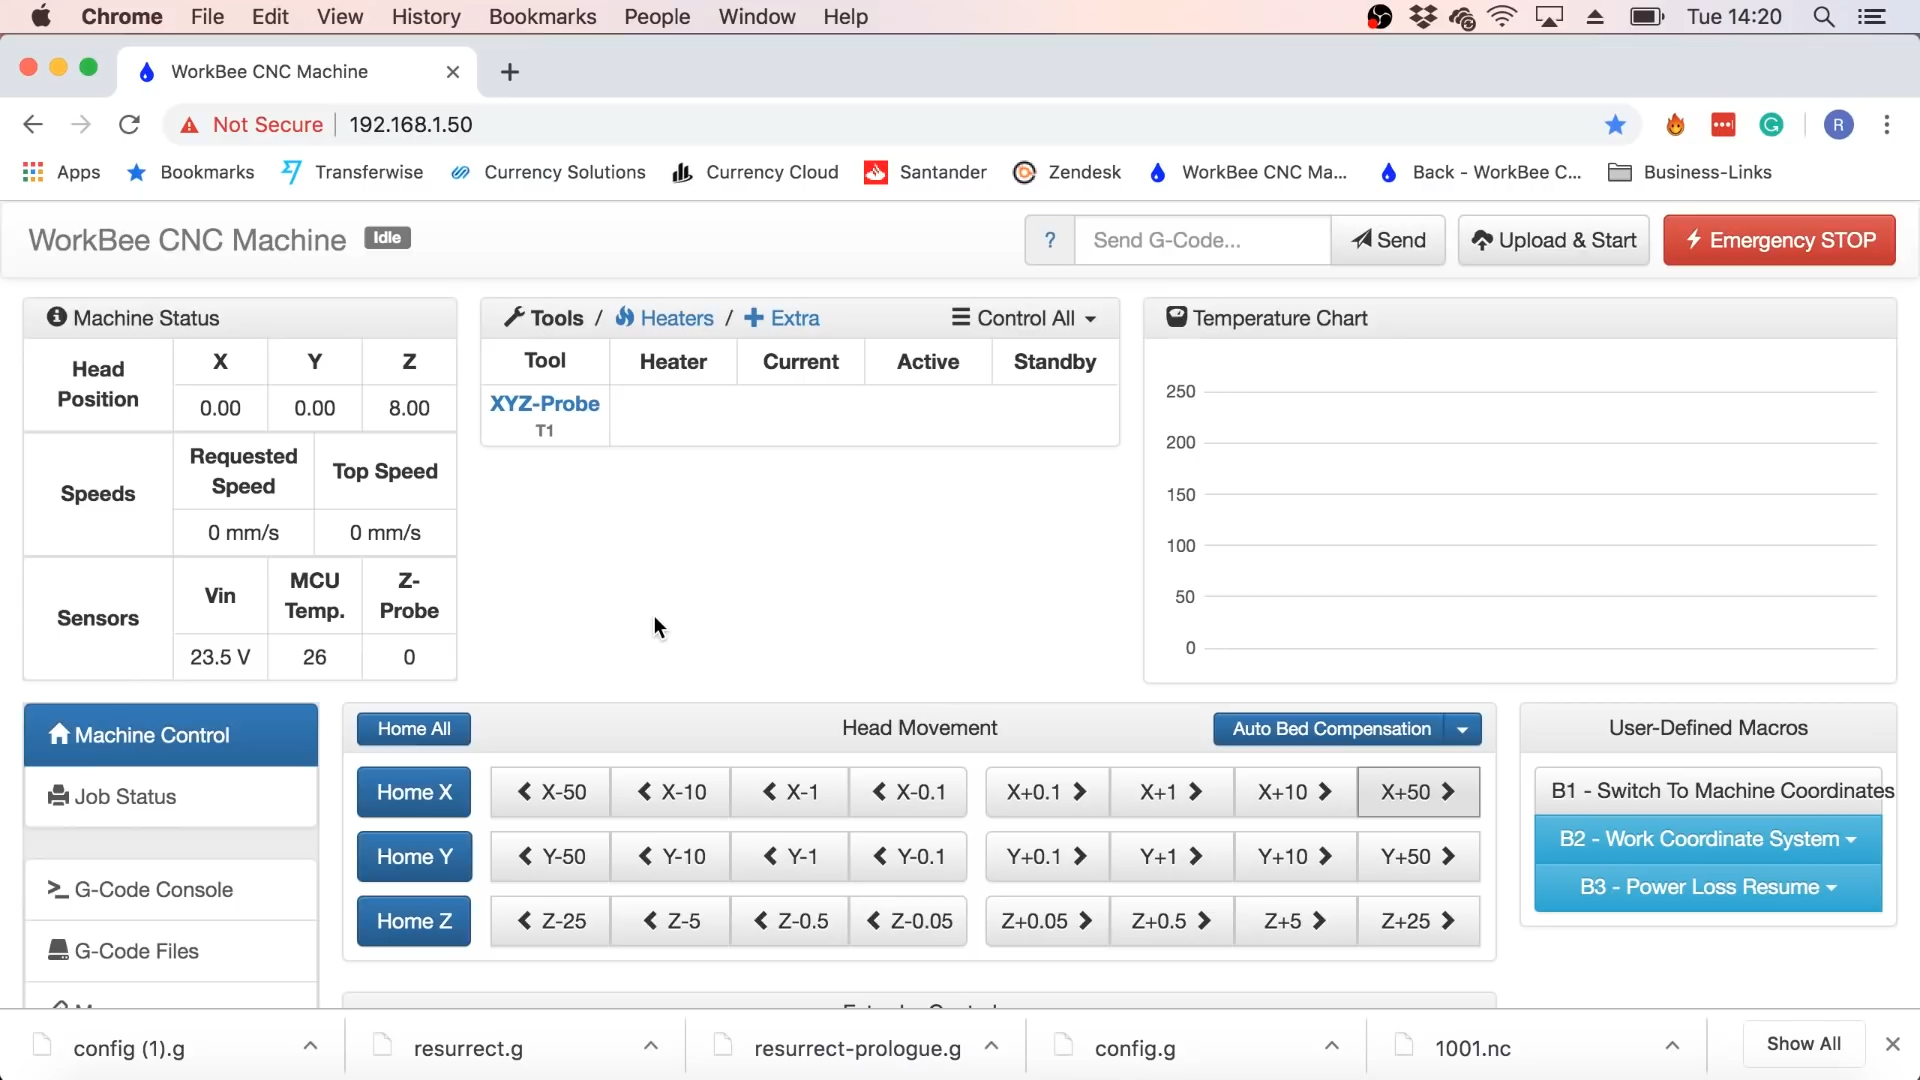 Chrome File Edit View History Bookmarks People Window Help Tue 14:20
WorkBee CNC Machine
Not Secure 192.168.1.50 R
Apps Bookmarks Transferwise Currency Solutions Currency Cloud Santander Zendesk WorkBee CNC Ma... Back - WorkBee C... Business-Links
WorkBee CNC Machine Idle ? Send G-Code... Send Upload & Start Emergency STOP
Machine Status
Head Position X Y Z
0.00 0.00 8.00
Speeds Requested Speed Top Speed
0 mm/s 0 mm/s
Sensors Vin MCU Temp. Z-Probe
23.5 V 26 0
Tools / Heaters / Extra Control All
Tool Heater Current Active Standby
XYZ-Probe
T1
Temperature Chart
250
200
150
100
50
0
Machine Control
Job Status
G-Code Console
G-Code Files
Home All Head Movement Auto Bed Compensation
Home X X-50 X-10 X-1 X-0.1 X+0.1 X+1 X+10 X+50
Home Y Y-50 Y-10 Y-1 Y-0.1 Y+0.1 Y+1 Y+10 Y+50
Home Z Z-25 Z-5 Z-0.5 Z-0.05 Z+0.05 Z+0.5 Z+5 Z+25
User-Defined Macros
B1 - Switch To Machine Coordinates
B2 - Work Coordinate System
B3 - Power Loss Resume
config (1).g resurrect.g resurrect-prologue.g config.g 1001.nc Show All